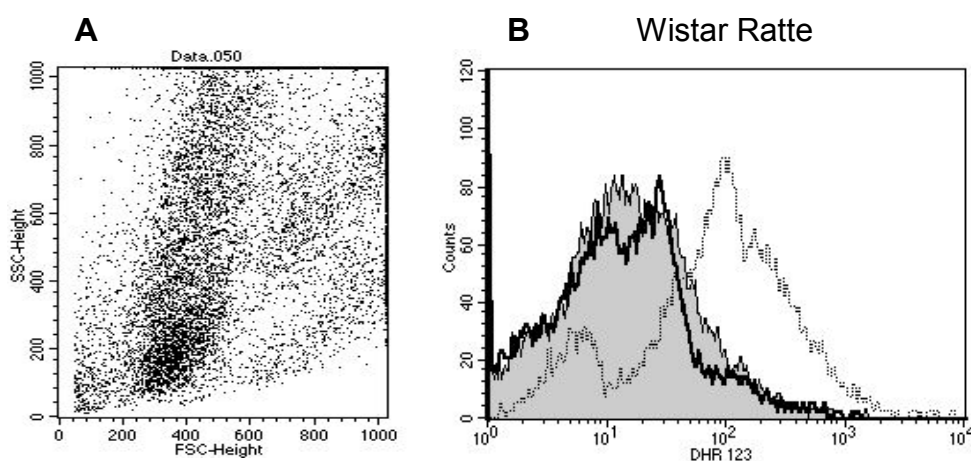 A
Data.050
SSC-Height
1000
800
600
400
200
0
0 200 400 600 800 1000
FSC-Height
B Wistar Ratte
Counts
120
100
80
60
40
20
0
10^0 10^1 10^2 10^3 10^4
DHR 123